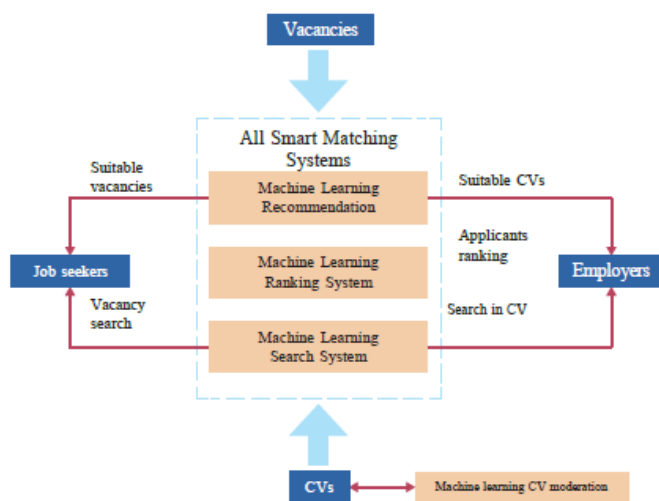 Vacancies
All Smart Matching
Systems
Suitable
vacancies
Machine Learning
Recommendation
Suitable CVs
Applicants
ranking
Job seekers
Machine Learning
Ranking System
Employers
Vacancy
search
Machine Learning
Search System
Search in CV
CVs
Machine learning CV moderation